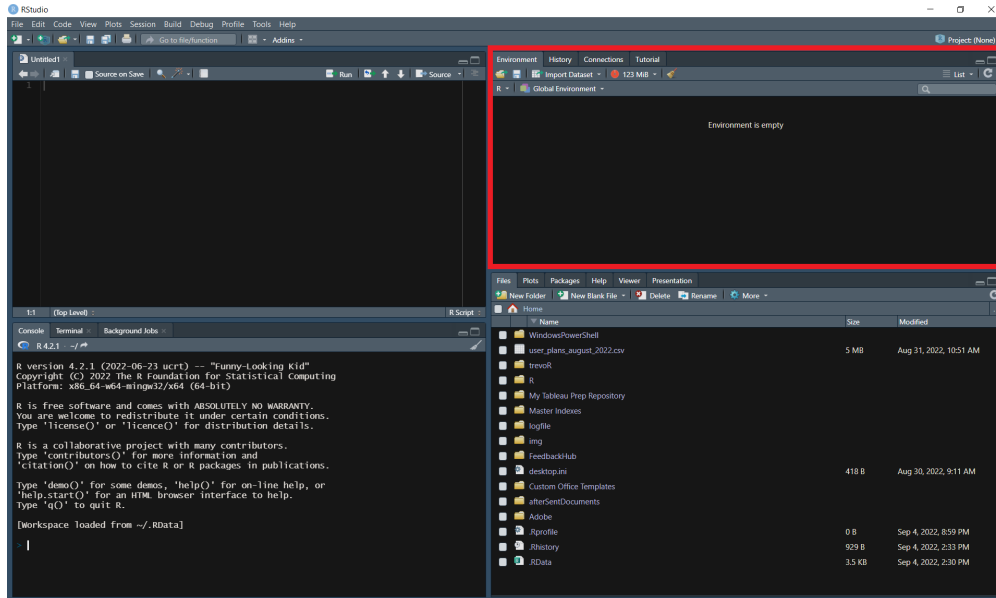 RStudio
File Edit Code View Plots Session Build Debug Profile Tools Help
Go to file/function Addins
Project: (None)
Untitled1
Source on Save Run Source
1
1:1 (Top Level) R Script
Console Terminal Background Jobs
R 4.2.1 · ~/
R version 4.2.1 (2022-06-23 ucrt) -- "Funny-Looking Kid"
Copyright (C) 2022 The R Foundation for Statistical Computing
Platform: x86_64-w64-mingw32/x64 (64-bit)
R is free software and comes with ABSOLUTELY NO WARRANTY.
You are welcome to redistribute it under certain conditions.
Type 'license()' or 'licence()' for distribution details.
R is a collaborative project with many contributors.
Type 'contributors()' for more information and
'citation()' on how to cite R or R packages in publications.
Type 'demo()' for some demos, 'help()' for on-line help, or
'help.start()' for an HTML browser interface to help.
Type 'q()' to quit R.
[Workspace loaded from ~/.RData]
>
Environment History Connections Tutorial
Import Dataset 123 MiB List
R Global Environment
Environment is empty
Files Plots Packages Help Viewer Presentation
New Folder New Blank File Delete Rename More
Home
Name Size Modified
WindowsPowerShell
user_plans_august_2022.csv 5 MB Aug 31, 2022, 10:51 AM
trevoR
R
My Tableau Prep Repository
Master Indexes
logfile
img
FeedbackHub
desktop.ini 418 B Aug 30, 2022, 9:11 AM
Custom Office Templates
afterSentDocuments
Adobe
.Rprofile 0 B Sep 4, 2022, 8:59 PM
.Rhistory 929 B Sep 4, 2022, 2:33 PM
.RData 3.5 KB Sep 4, 2022, 2:30 PM